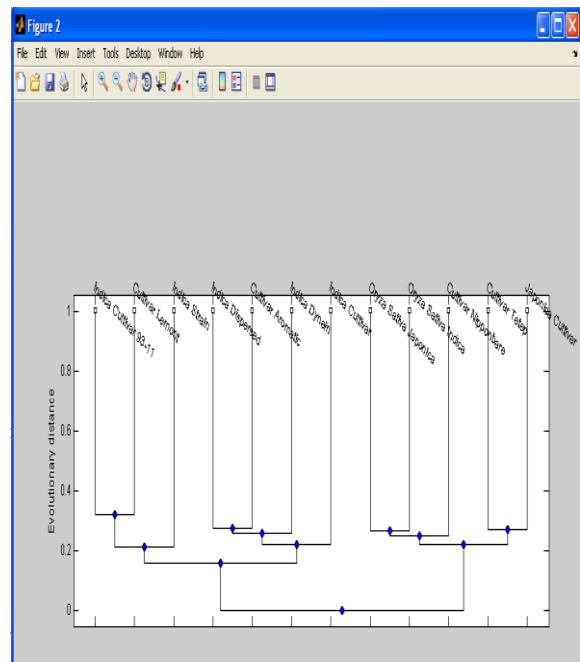 Figure 2
File Edit View Insert Tools Desktop Window Help
Indica Cultivar 93-11
Cultivar Lemont
Indica Strain
Indica Dispersed
Cultivar Aromatic
Indica Dymein
Indica Cultivar
Oryza Sativa Japonica
Oryza Sativa Indica
Cultivar Nipponbare
Cultivar Tetep
Japonica Cultivar
1
0.8
0.6
0.4
0.2
0
Evolutionary distance